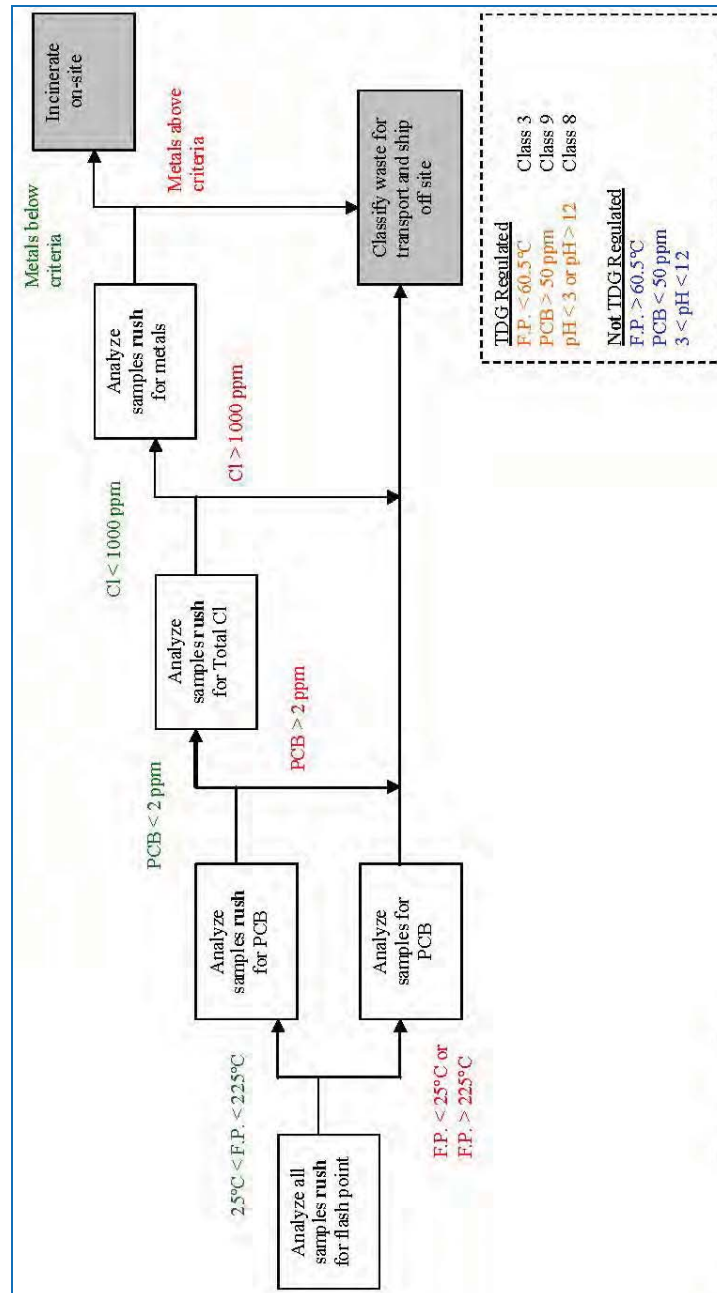 Analyze all
samples rush
for flash point
25°C < F.P. < 225°C
F.P. < 25°C or
F.P. > 225°C
Analyze
samples rush
for PCB
Analyze
samples for
PCB
PCB < 2 ppm
PCB > 2 ppm
Analyze
samples rush
for Total Cl
Cl < 1000 ppm
Cl > 1000 ppm
Analyze
samples rush
for metals
Metals below
criteria
Metals above
criteria
Incinerate
on-site
Classify waste for
transport and ship
off site
TDG Regulated
F.P. < 60.5°C Class 3
PCB > 50 ppm Class 9
pH < 3 or pH > 12 Class 8
Not TDG Regulated
F.P. > 60.5°C
PCB < 50 ppm
3 < pH < 12